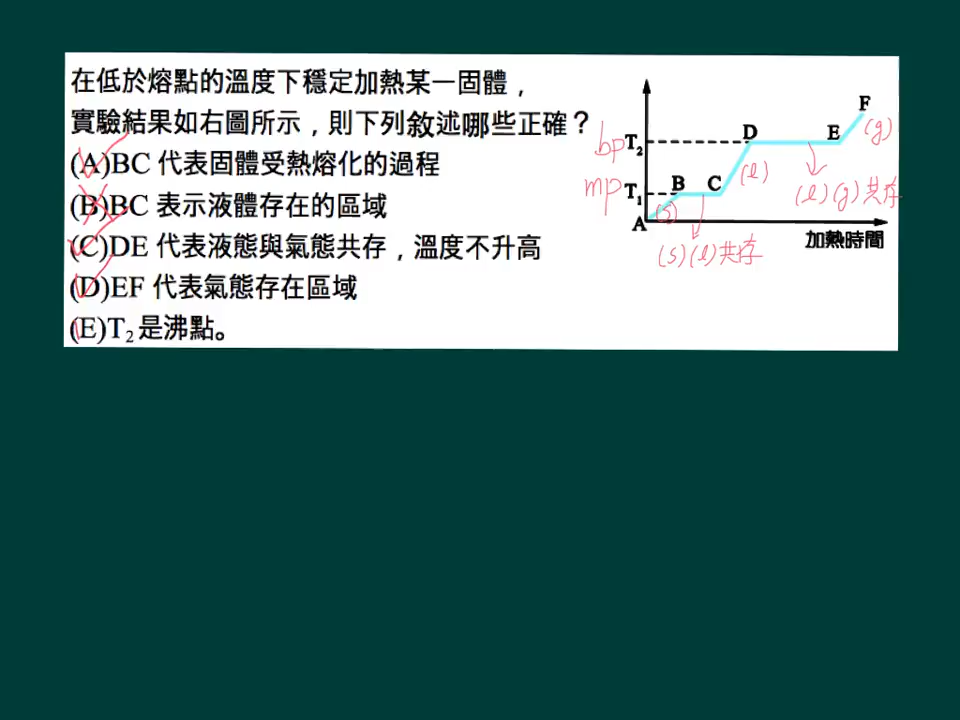 在低於熔點的溫度下穩定加熱某一固體，
實驗結果如右圖所示，則下列敘述哪些正確？
(A)BC 代表固體受熱熔化的過程
(B)BC 表示液體存在的區域
(C)DE 代表液態與氣態共存，溫度不升高
(D)EF 代表氣態存在區域
(E)T₂是沸點。
F
(g)
bp T₂ D E
(l)
(l)(g)共存
mp T₁ B C
(s)
A
加熱時間
(s)(l)共存